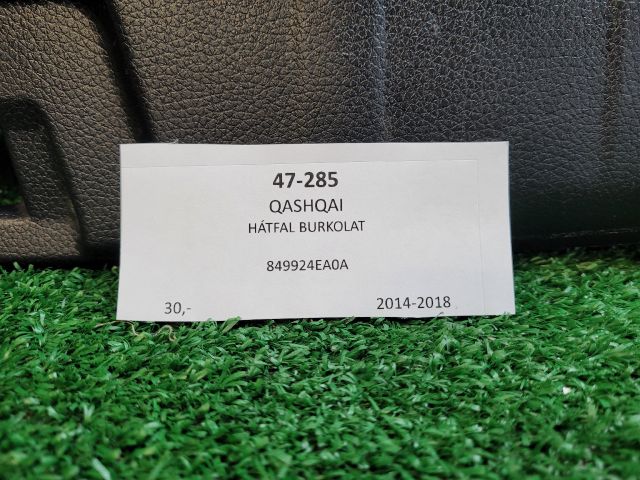 47-285
QASHQAI
HÁTFAL BURKOLAT
849924EA0A
30,- 2014-2018